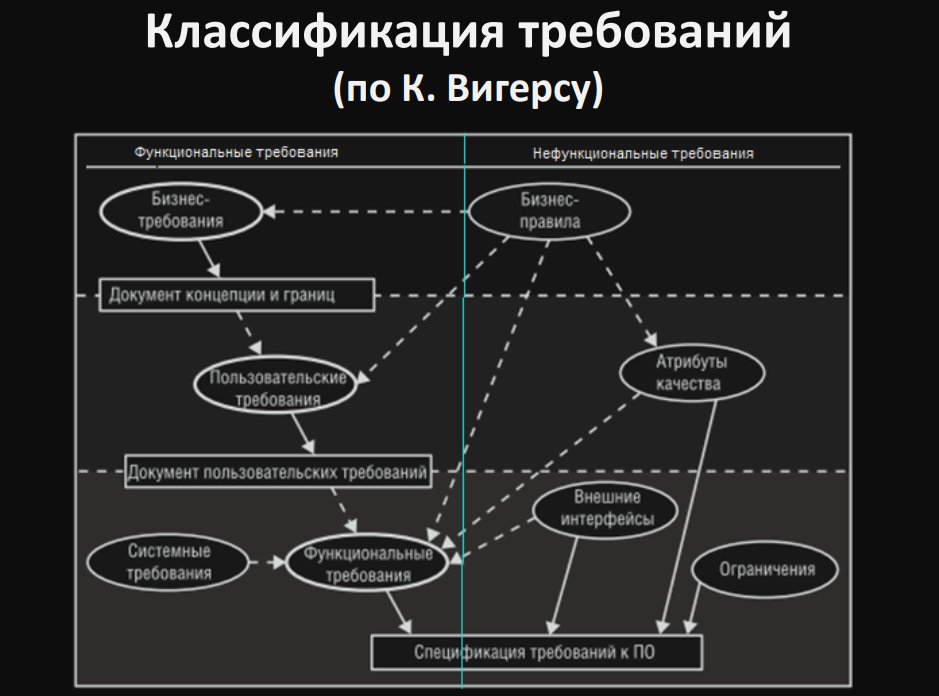 Классификация требований
(по К. Вигерсу)
Функциональные требования
Нефункциональные требования
Бизнес-
требования
Бизнес-
правила
Документ концепции и границ
Пользовательские
требования
Атрибуты
качества
Документ пользовательских требований
Внешние
интерфейсы
Системные
требования
Функциональные
требования
Ограничения
Спецификация требований к ПО